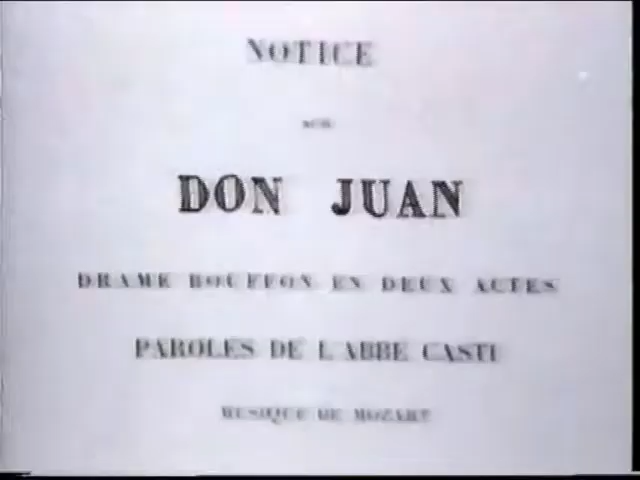 NOTICE
SUR
DON JUAN
DRAME BOUFFON EN DEUX ACTES
PAROLES DE L'ABBE CASTI
MUSIQUE DE MOZART